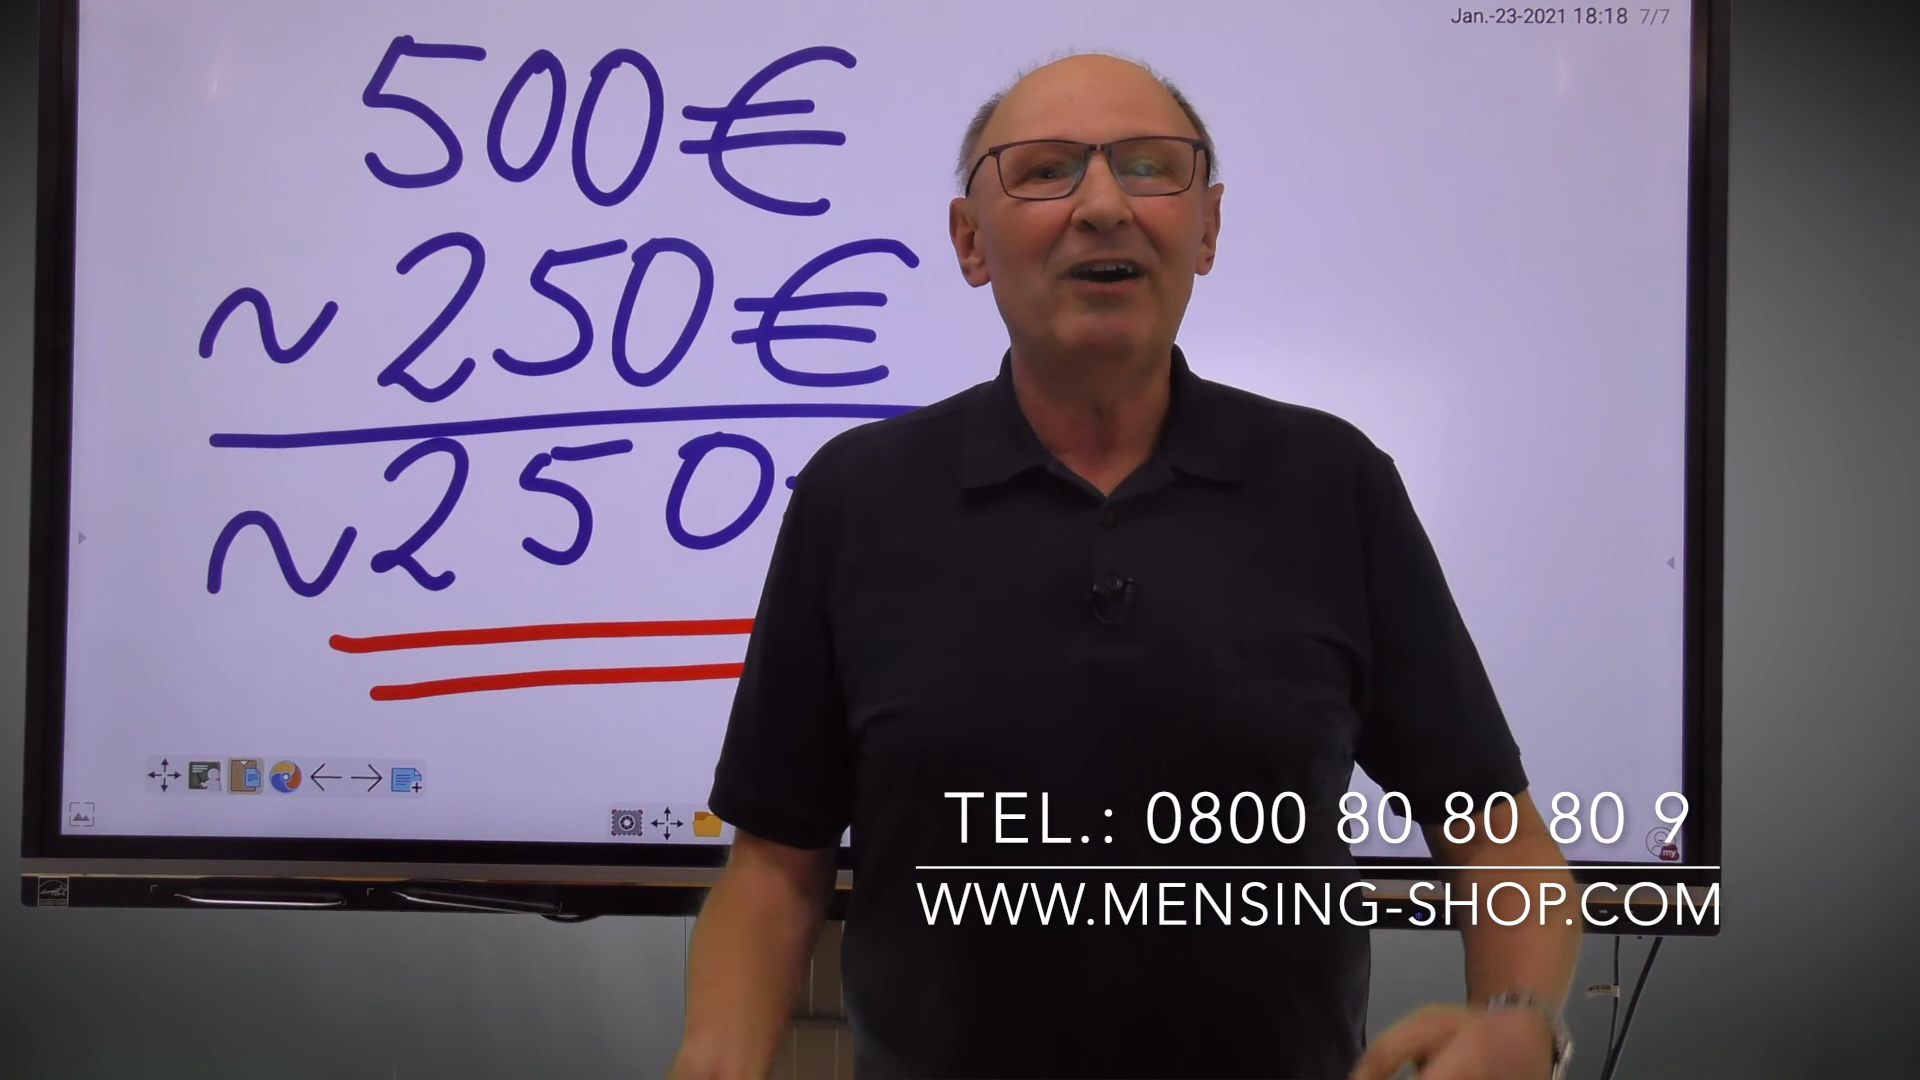 Jan.-23-2021 18:18 7/7
500€
~ 250€
~ 250
TEL.: 0800 80 80 80 9
WWW.MENSING-SHOP.COM
my